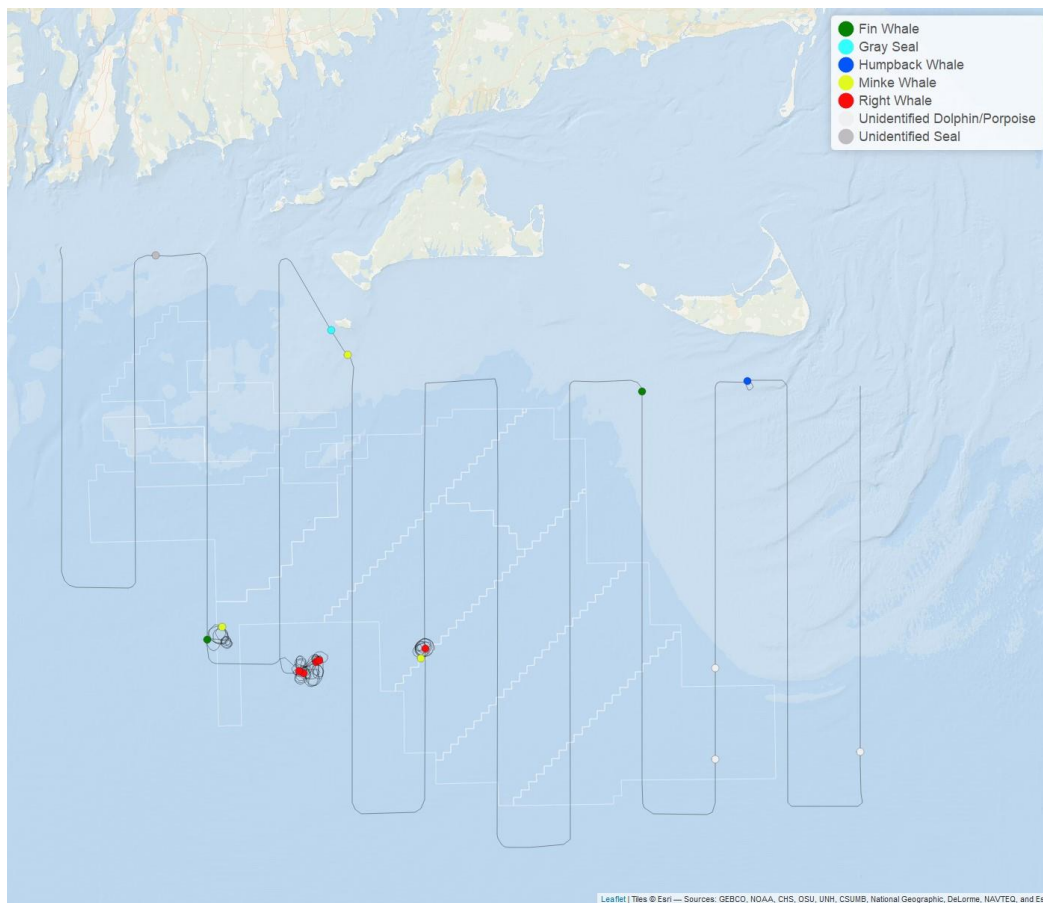 Fin Whale
Gray Seal
Humpback Whale
Minke Whale
Right Whale
Unidentified Dolphin/Porpoise
Unidentified Seal
Leaflet | Tiles © Esri — Sources: GEBCO, NOAA, CHS, OSU, UNH, CSUMB, National Geographic, DeLorme, NAVTEQ, and Es